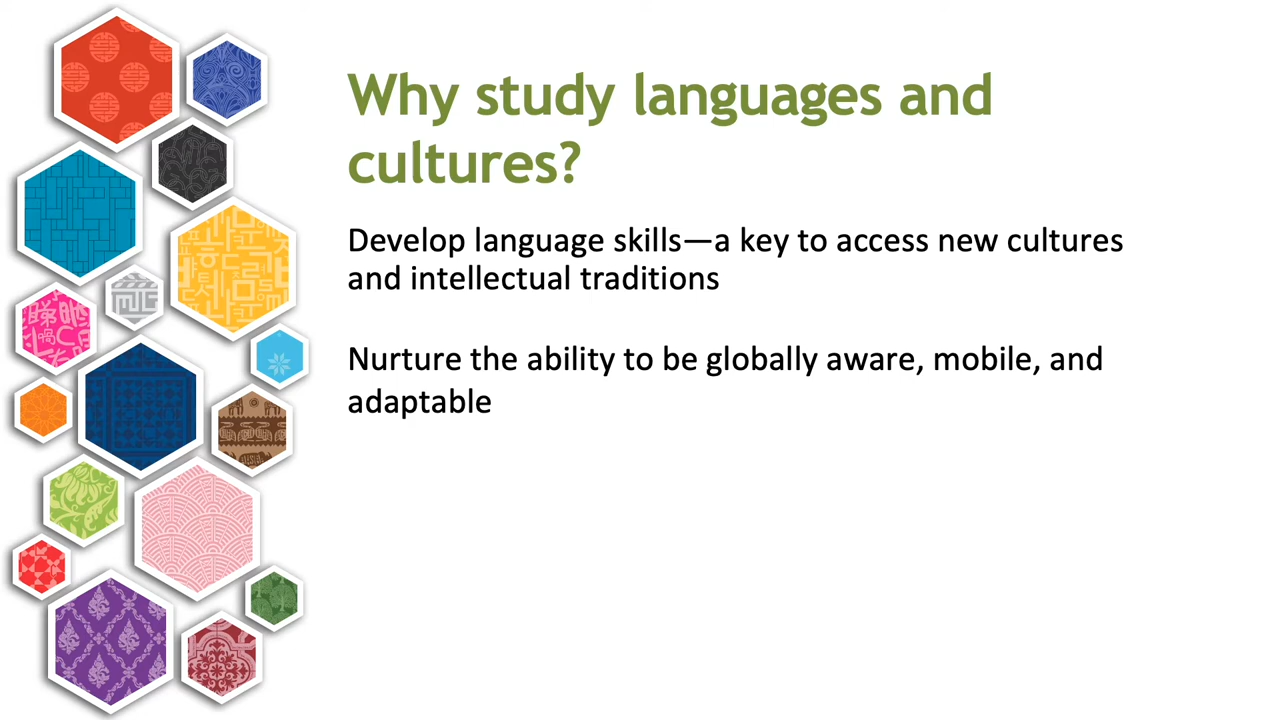 Why study languages and
cultures?
Develop language skills—a key to access new cultures
and intellectual traditions
Nurture the ability to be globally aware, mobile, and
adaptable